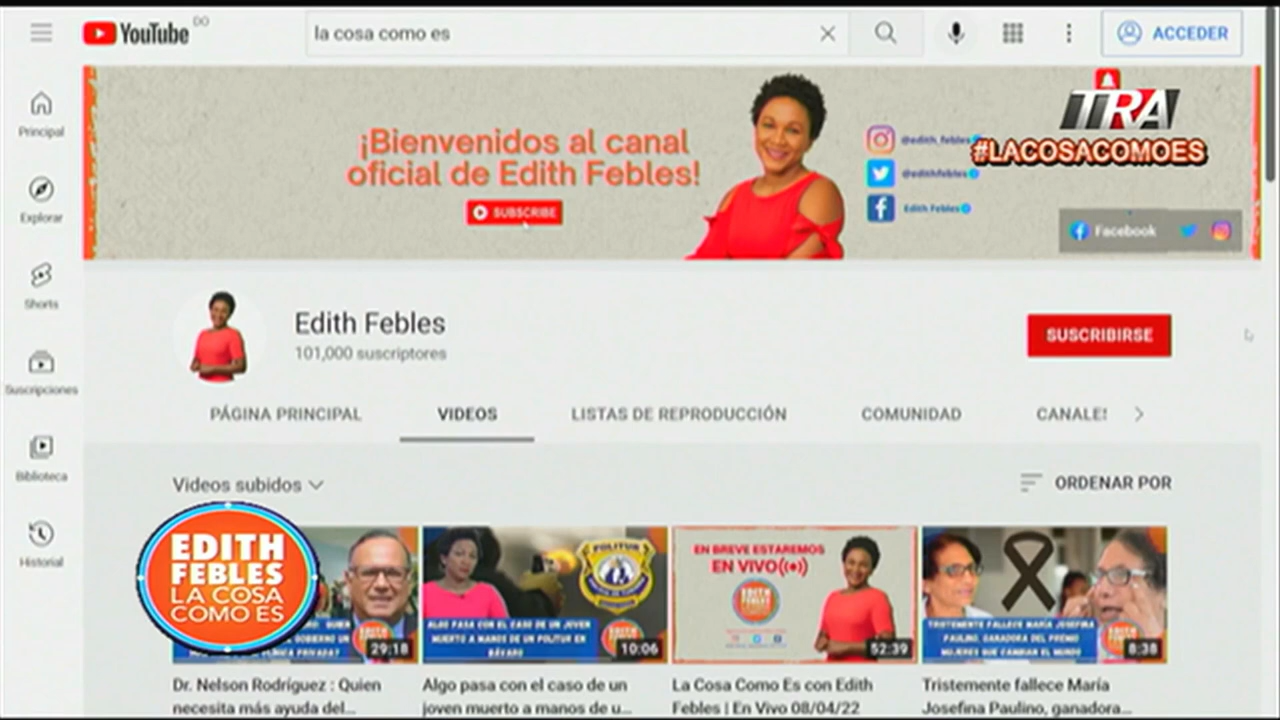 YouTube DO
la cosa como es
ACCEDER
Principal
Explorar
Shorts
Suscripciones
Biblioteca
Historial
¡Bienvenidos al canal
oficial de Edith Febles!
SUBSCRIBE
@edith_febles
@edithfebles
Edith Febles
TRA
#LACOSACOMOES
Facebook
Edith Febles
101,000 suscriptores
SUSCRIBIRSE
PÁGINA PRINCIPAL
VIDEOS
LISTAS DE REPRODUCCIÓN
COMUNIDAD
CANALES
Videos subidos
ORDENAR POR
EDITH
FEBLES
LA COSA
COMO ES
QUIEN
GOBIERNO UN
PRIVADA?
29:18
POLITUR
ALGO PASA CON EL CASO DE UN JOVEN
MUERTO A MANOS DE UN POLITUR EN
BÁVARO
10:06
EN BREVE ESTAREMOS
EN VIVO
52:39
TRISTEMENTE FALLECE MARÍA JOSEFINA
PAULINO, GANADORA DEL PREMIO
MUJERES QUE CAMBIAN EL MUNDO
8:38
Dr. Nelson Rodríguez : Quien
necesita más ayuda del...
Algo pasa con el caso de un
joven muerto a manos de u...
La Cosa Como Es con Edith
Febles | En Vivo 08/04/22
Tristemente fallece María
Josefina Paulino, ganadora...